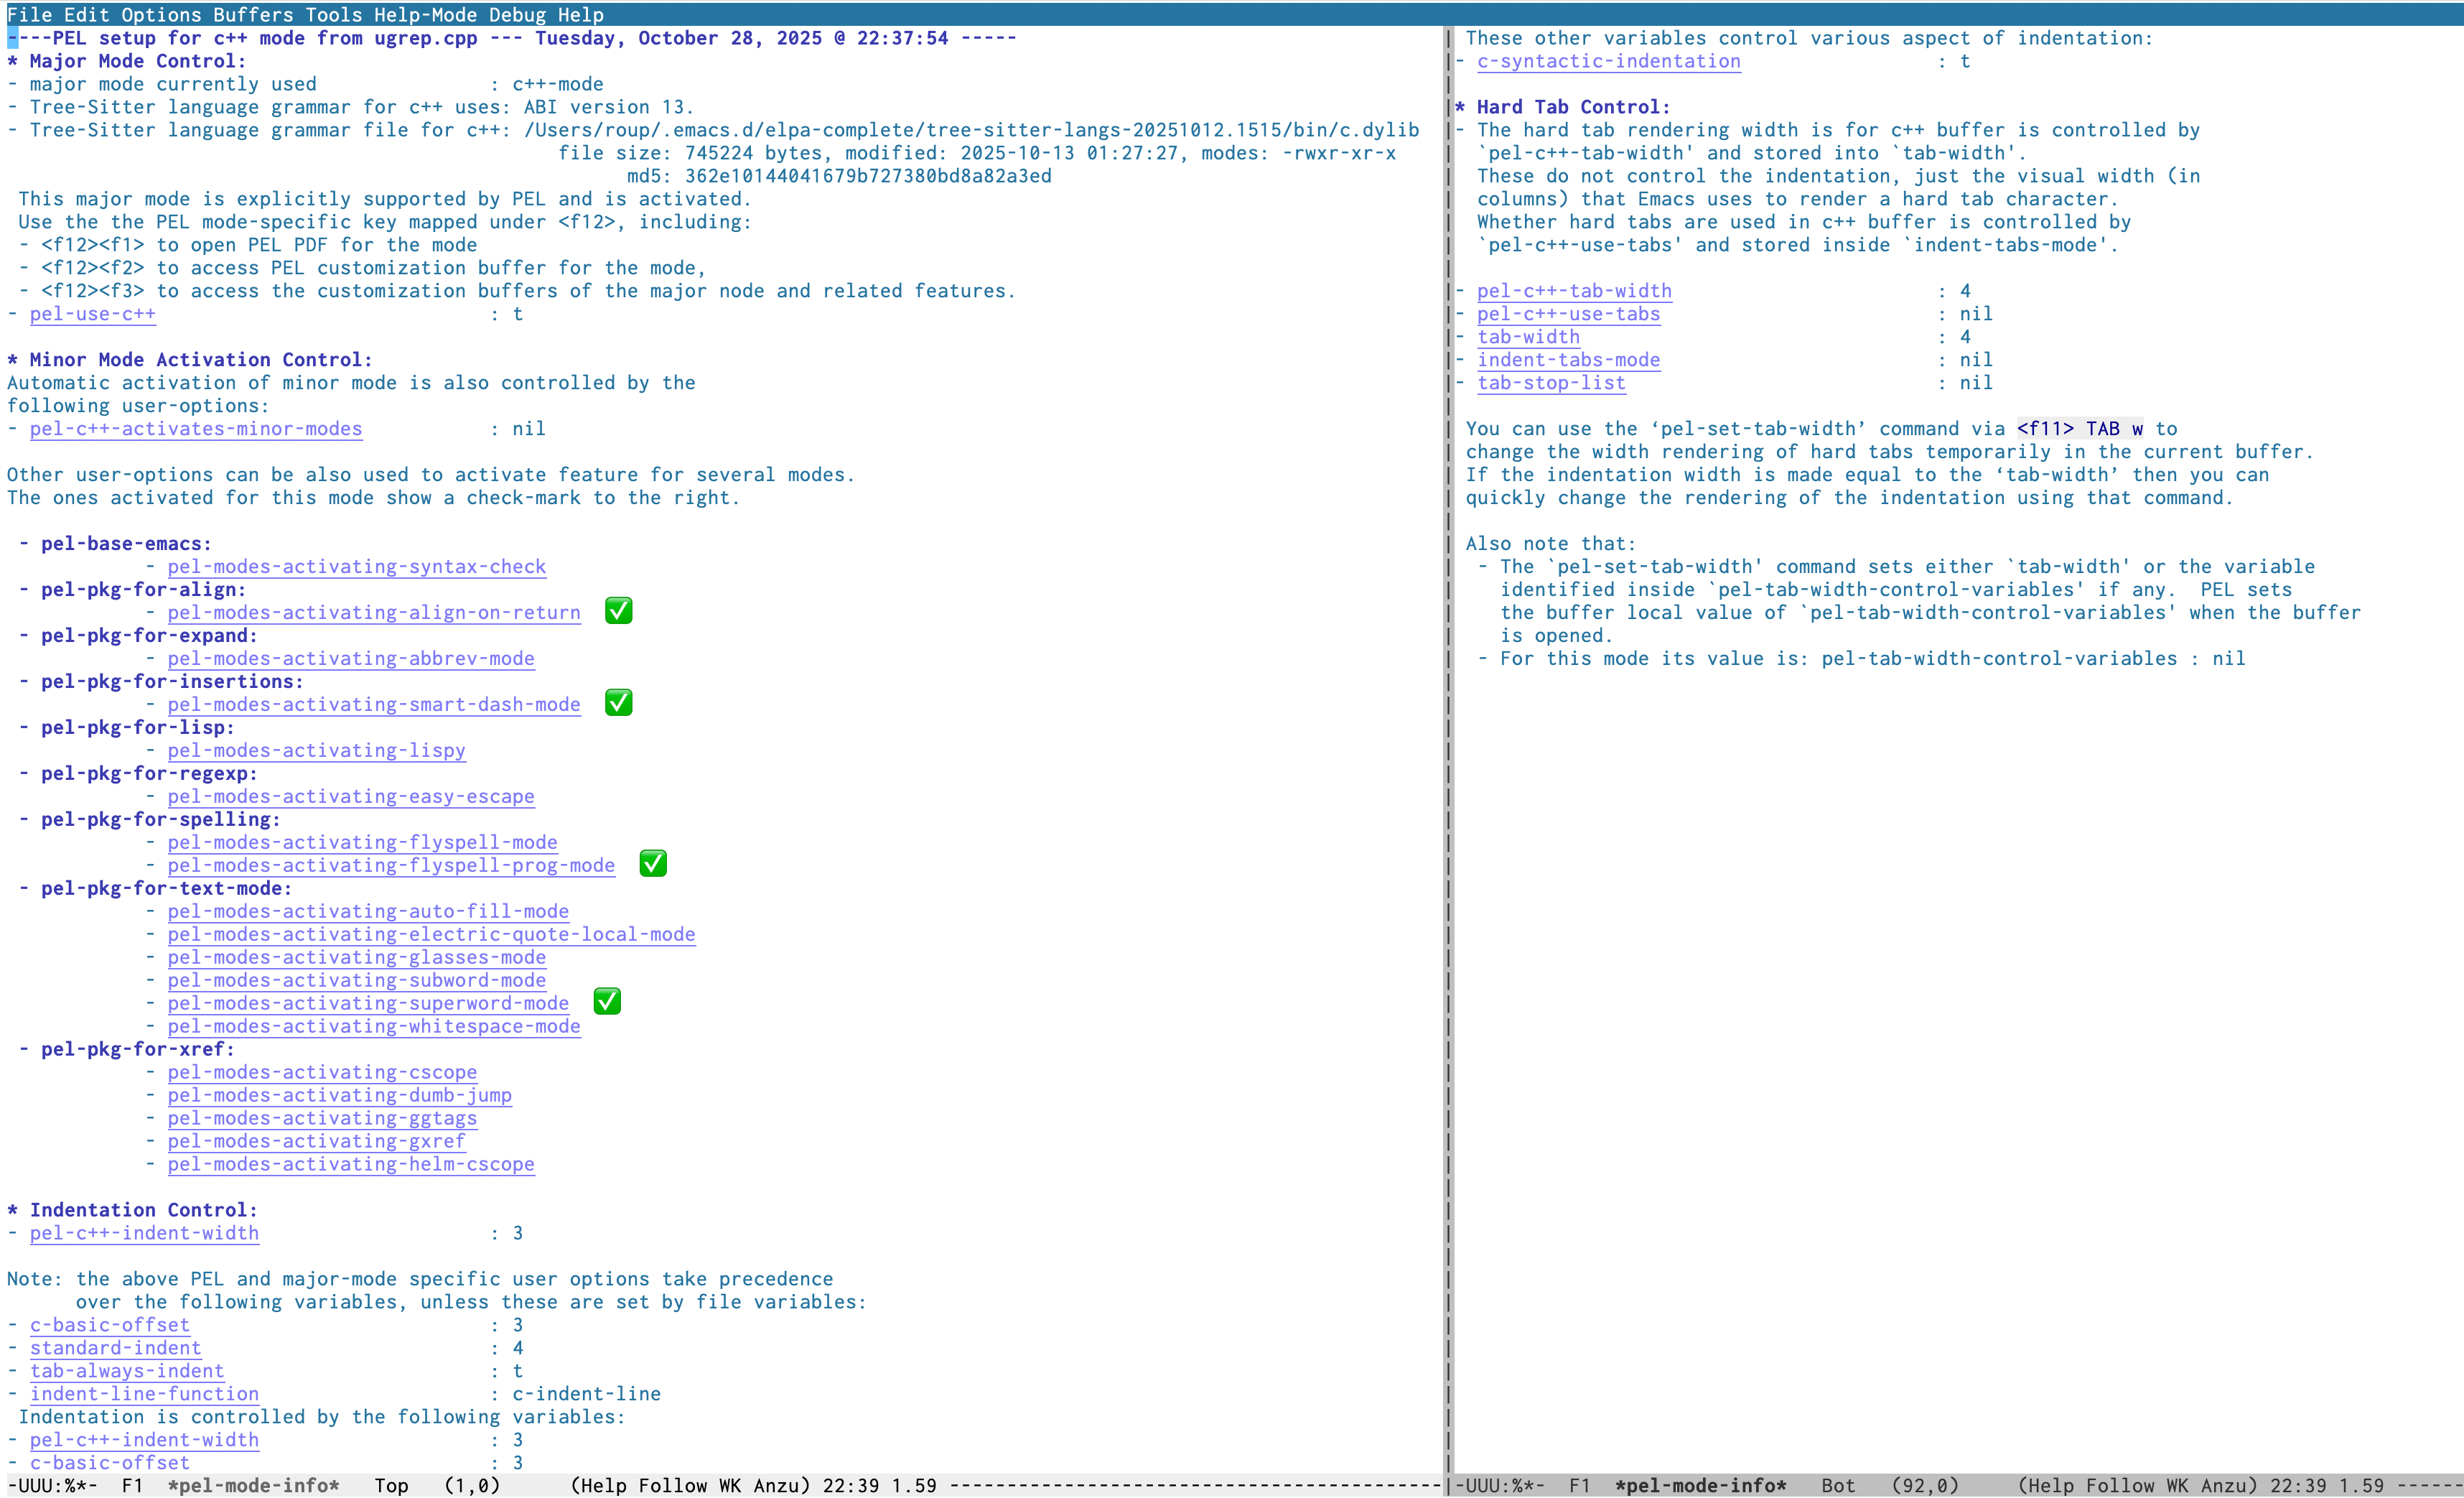 File Edit Options Buffers Tools Help-Mode Debug Help
----PEL setup for c++ mode from ugrep.cpp --- Tuesday, October 28, 2025 @ 22:37:54 -----
* Major Mode Control:
- major mode currently used : c++-mode
- Tree-Sitter language grammar for c++ uses: ABI version 13.
- Tree-Sitter language grammar file for c++: /Users/roup/.emacs.d/elpa-complete/tree-sitter-langs-20251012.1515/bin/c.dylib
file size: 745224 bytes, modified: 2025-10-13 01:27:27, modes: -rwxr-xr-x
md5: 362e10144041679b727380bd8a82a3ed
This major mode is explicitly supported by PEL and is activated.
Use the the PEL mode-specific key mapped under <f12>, including:
- <f12><f1> to open PEL PDF for the mode
- <f12><f2> to access PEL customization buffer for the mode,
- <f12><f3> to access the customization buffers of the major node and related features.
- pel-use-c++ : t
* Minor Mode Activation Control:
Automatic activation of minor mode is also controlled by the
following user-options:
- pel-c++-activates-minor-modes : nil
Other user-options can be also used to activate feature for several modes.
The ones activated for this mode show a check-mark to the right.
- pel-base-emacs:
- pel-modes-activating-syntax-check
- pel-pkg-for-align:
- pel-modes-activating-align-on-return ✅
- pel-pkg-for-expand:
- pel-modes-activating-abbrev-mode
- pel-pkg-for-insertions:
- pel-modes-activating-smart-dash-mode ✅
- pel-pkg-for-lisp:
- pel-modes-activating-lispy
- pel-pkg-for-regexp:
- pel-modes-activating-easy-escape
- pel-pkg-for-spelling:
- pel-modes-activating-flyspell-mode
- pel-modes-activating-flyspell-prog-mode ✅
- pel-pkg-for-text-mode:
- pel-modes-activating-auto-fill-mode
- pel-modes-activating-electric-quote-local-mode
- pel-modes-activating-glasses-mode
- pel-modes-activating-subword-mode
- pel-modes-activating-superword-mode ✅
- pel-modes-activating-whitespace-mode
- pel-pkg-for-xref:
- pel-modes-activating-cscope
- pel-modes-activating-dumb-jump
- pel-modes-activating-ggtags
- pel-modes-activating-gxref
- pel-modes-activating-helm-cscope
* Indentation Control:
- pel-c++-indent-width : 3
Note: the above PEL and major-mode specific user options take precedence
over the following variables, unless these are set by file variables:
- c-basic-offset : 3
- standard-indent : 4
- tab-always-indent : t
- indent-line-function : c-indent-line
Indentation is controlled by the following variables:
- pel-c++-indent-width : 3
- c-basic-offset : 3
-UUU:%*- F1 *pel-mode-info* Top (1,0) (Help Follow WK Anzu) 22:39 1.59 -------------------------------------------
These other variables control various aspect of indentation:
- c-syntactic-indentation : t
* Hard Tab Control:
- The hard tab rendering width is for c++ buffer is controlled by
`pel-c++-tab-width' and stored into `tab-width'.
These do not control the indentation, just the visual width (in
columns) that Emacs uses to render a hard tab character.
Whether hard tabs are used in c++ buffer is controlled by
`pel-c++-use-tabs' and stored inside `indent-tabs-mode'.
- pel-c++-tab-width : 4
- pel-c++-use-tabs : nil
- tab-width : 4
- indent-tabs-mode : nil
- tab-stop-list : nil
You can use the ‘pel-set-tab-width’ command via <f11> TAB w to
change the width rendering of hard tabs temporarily in the current buffer.
If the indentation width is made equal to the ‘tab-width’ then you can
quickly change the rendering of the indentation using that command.
Also note that:
- The `pel-set-tab-width' command sets either `tab-width' or the variable
identified inside `pel-tab-width-control-variables' if any.  PEL sets
the buffer local value of `pel-tab-width-control-variables' when the buffer
is opened.
- For this mode its value is: pel-tab-width-control-variables : nil
-UUU:%*- F1 *pel-mode-info* Bot (92,0) (Help Follow WK Anzu) 22:39 1.59 ------